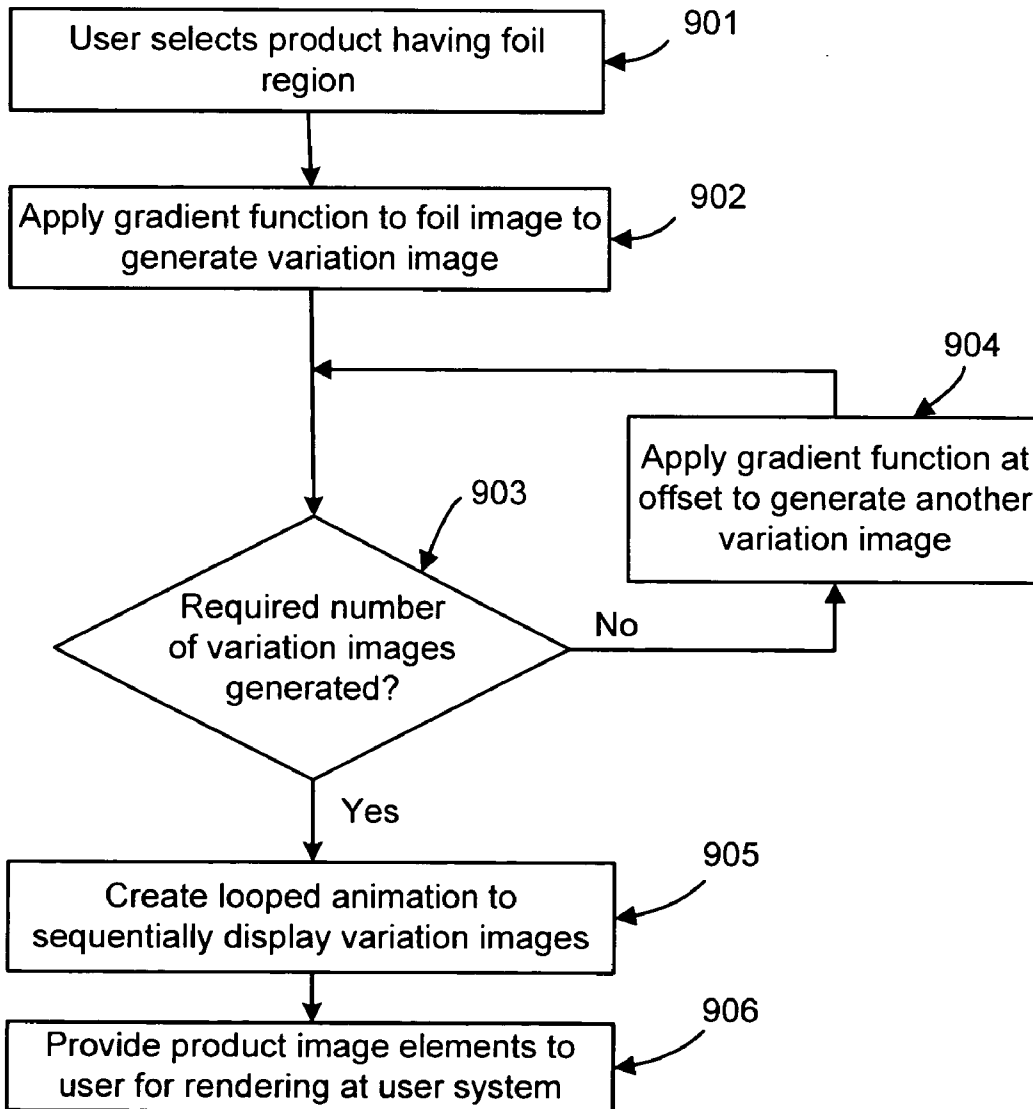 User selects product having foil
region
901
Apply gradient function to foil image to
generate variation image
902
904
Apply gradient function at
offset to generate another
variation image
903
Required number
of variation images
generated?
No
Yes
Create looped animation to
sequentially display variation images
905
Provide product image elements to
user for rendering at user system
906